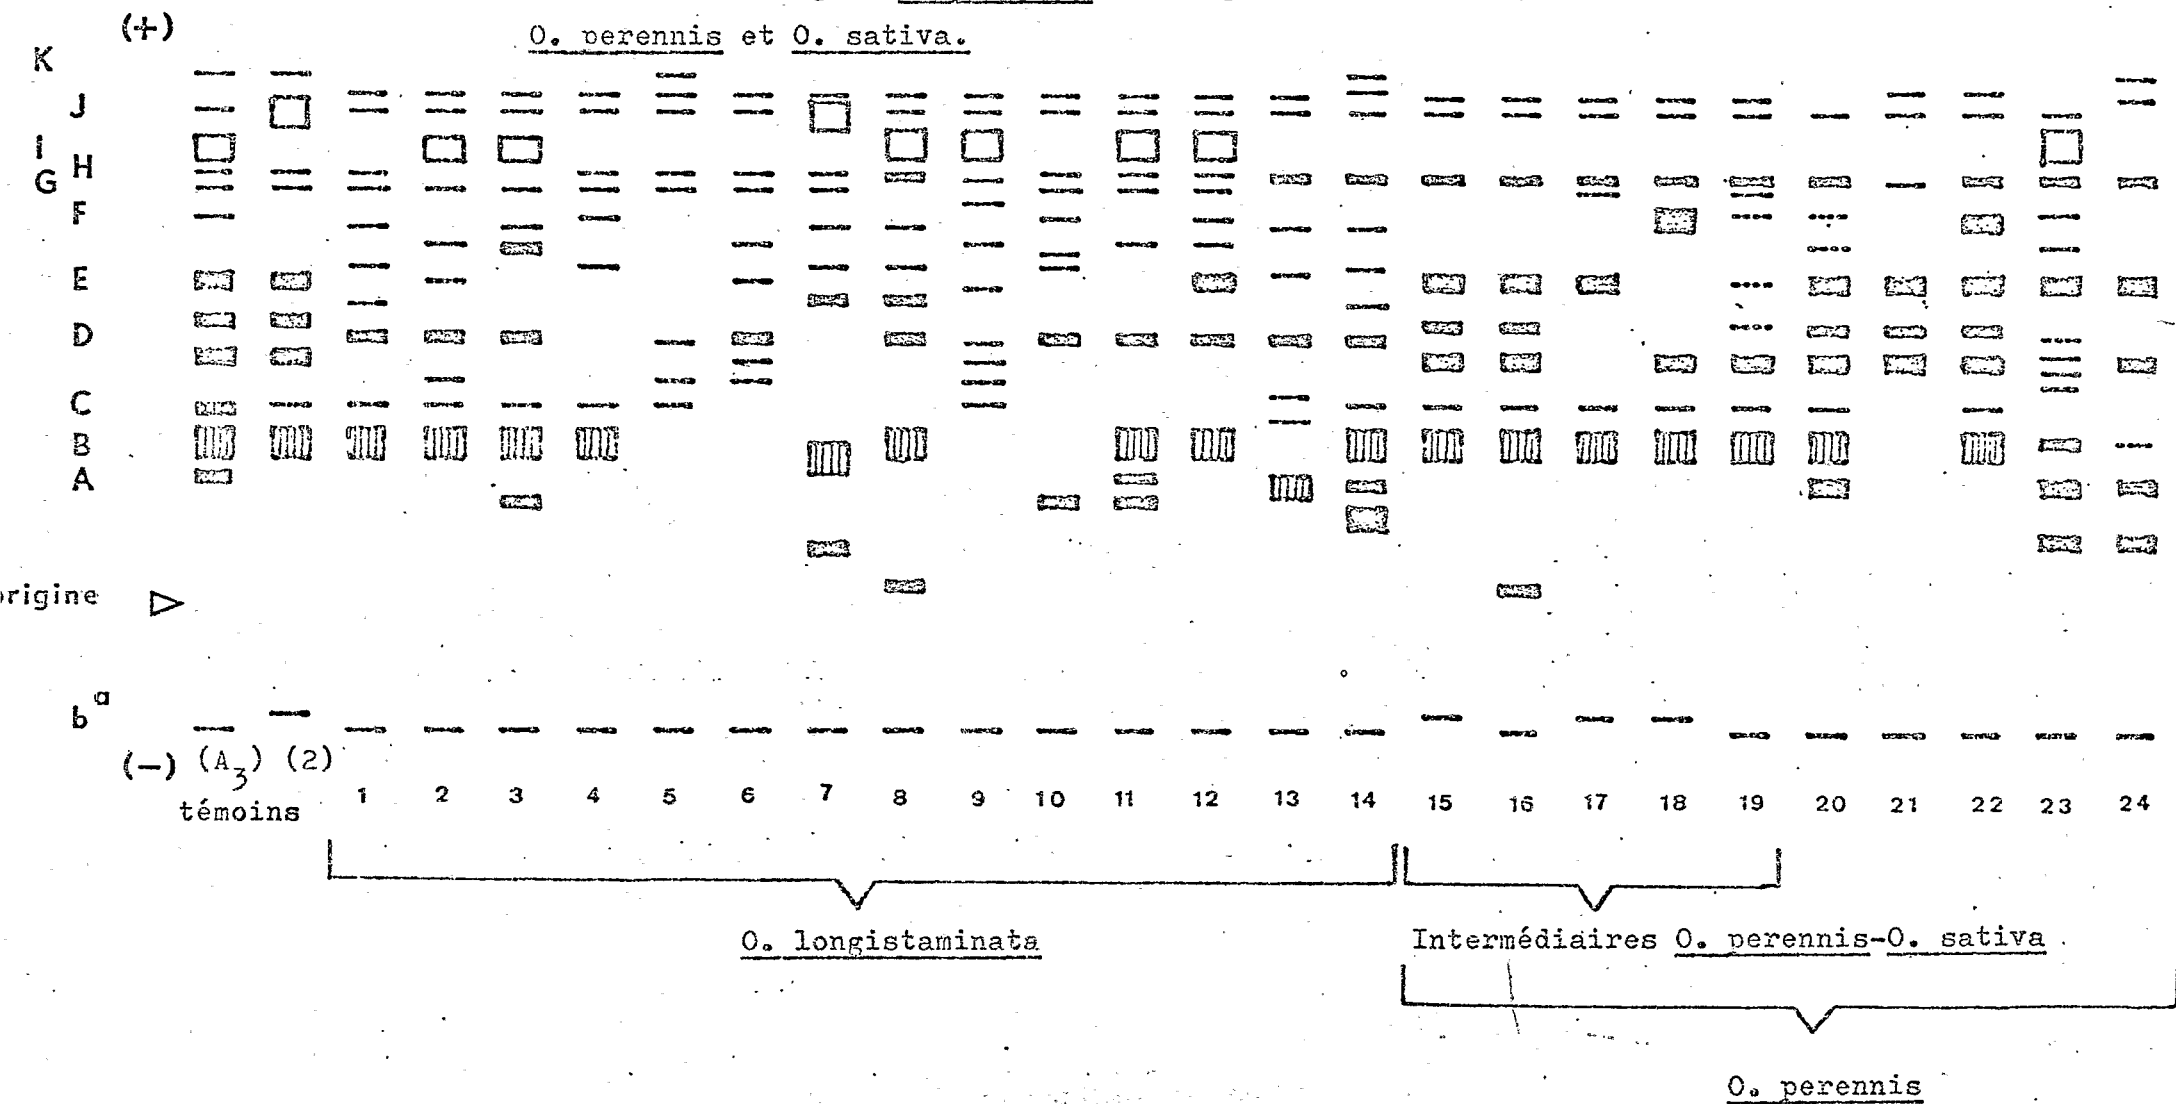 (+)
O. perennis et O. sativa.
K
J
I
H
G
F
E
D
C
B
A
origine
a
b
(-) (A3) (2)
témoins 1 2 3 4 5 6 7 8 9 10 11 12 13 14 15 16 17 18 19 20 21 22 23 24
O. longistaminata
Intermédiaires O. perennis-O. sativa
O. perennis